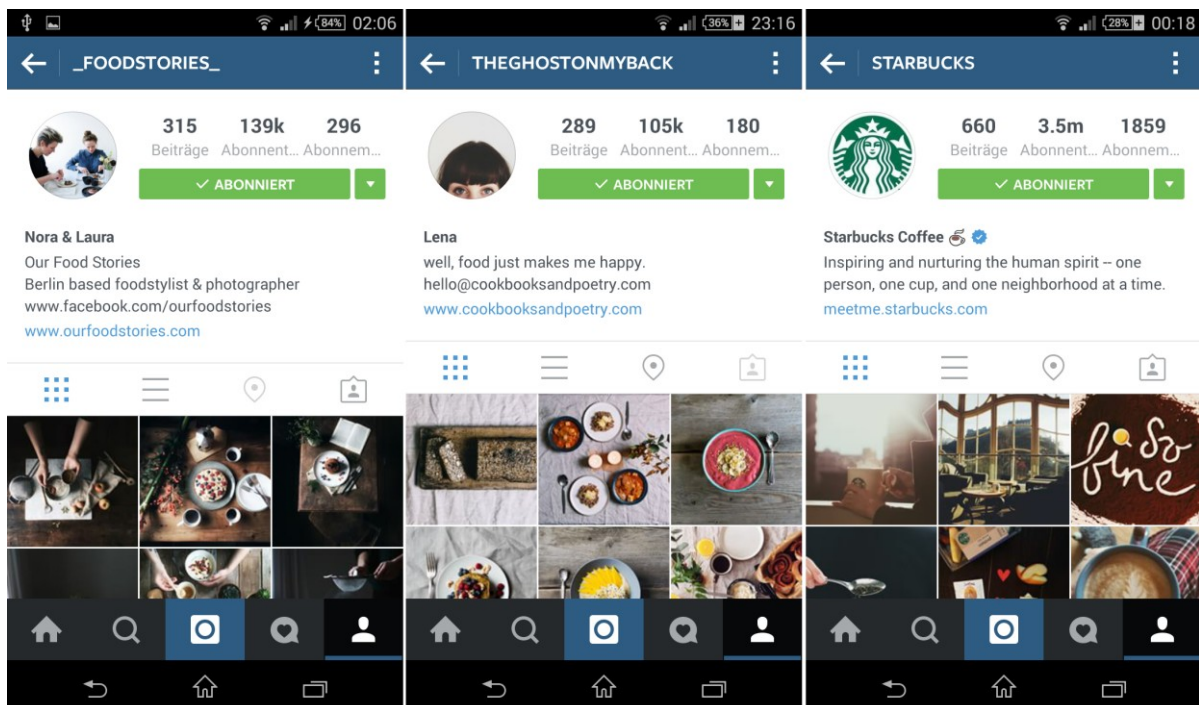 84% 02:06
_FOODSTORIES_
315 139k 296
Beiträge Abonnent... Abonnem...
ABONNIERT
Nora & Laura
Our Food Stories
Berlin based foodstylist & photographer
www.facebook.com/ourfoodstories
www.ourfoodstories.com
36% 23:16
THEGHOSTONMYBACK
289 105k 180
Beiträge Abonnent... Abonnem...
ABONNIERT
Lena
well, food just makes me happy.
hello@cookbooksandpoetry.com
www.cookbooksandpoetry.com
28% 00:18
STARBUCKS
660 3.5m 1859
Beiträge Abonnent... Abonnem...
ABONNIERT
Starbucks Coffee
Inspiring and nurturing the human spirit -- one
person, one cup, and one neighborhood at a time.
meetme.starbucks.com
so
fine